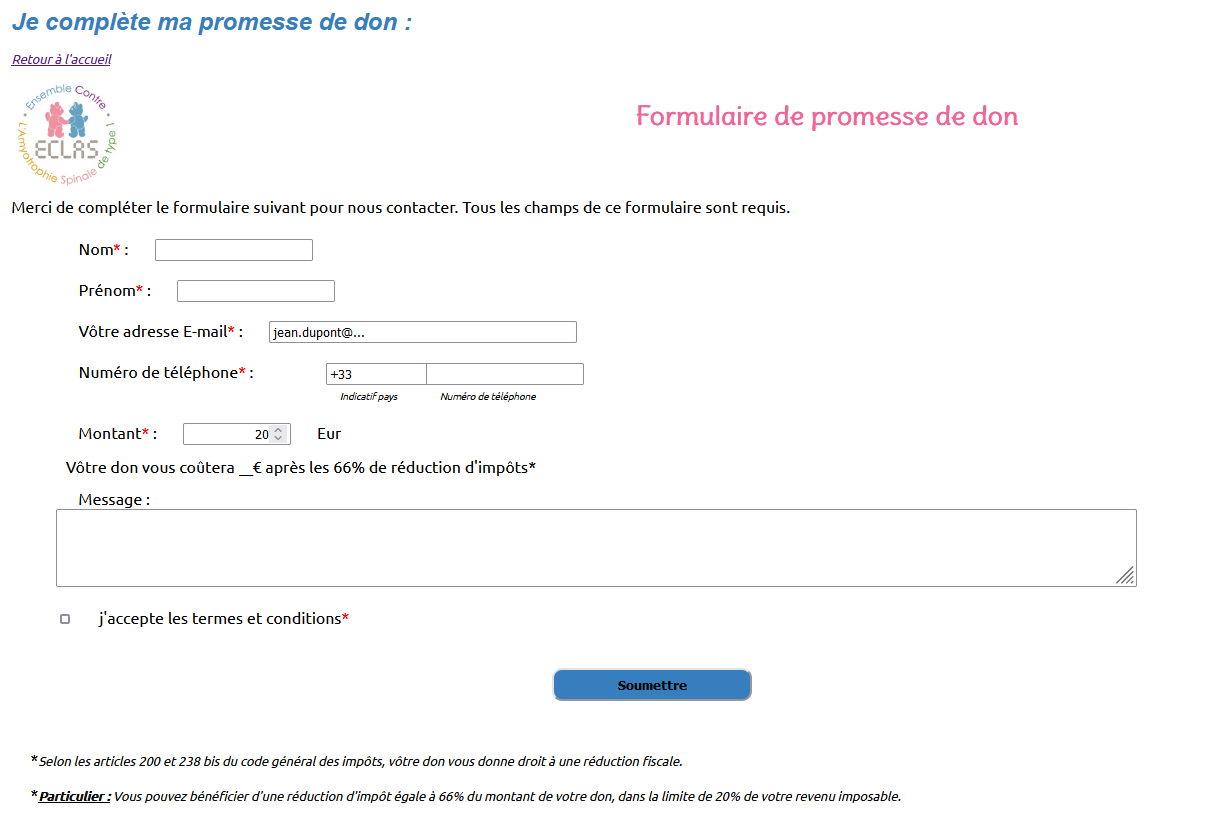 Je complète ma promesse de don :
Retour à l'accueil
• Ensemble Contre •
L'Amyotrophie Spinale de type 1
ECLAS
Formulaire de promesse de don
Merci de compléter le formulaire suivant pour nous contacter. Tous les champs de ce formulaire sont requis.
Nom* :
Prénom* :
Vôtre adresse E-mail* : jean.dupont@...
Numéro de téléphone* : +33
Indicatif pays Numéro de téléphone
Montant* : 20 Eur
Vôtre don vous coûtera __€ après les 66% de réduction d'impôts*
Message :
j'accepte les termes et conditions*
Soumettre
*Selon les articles 200 et 238 bis du code général des impôts, vôtre don vous donne droit à une réduction fiscale.
*Particulier : Vous pouvez bénéficier d'une réduction d'impôt égale à 66% du montant de votre don, dans la limite de 20% de votre revenu imposable.